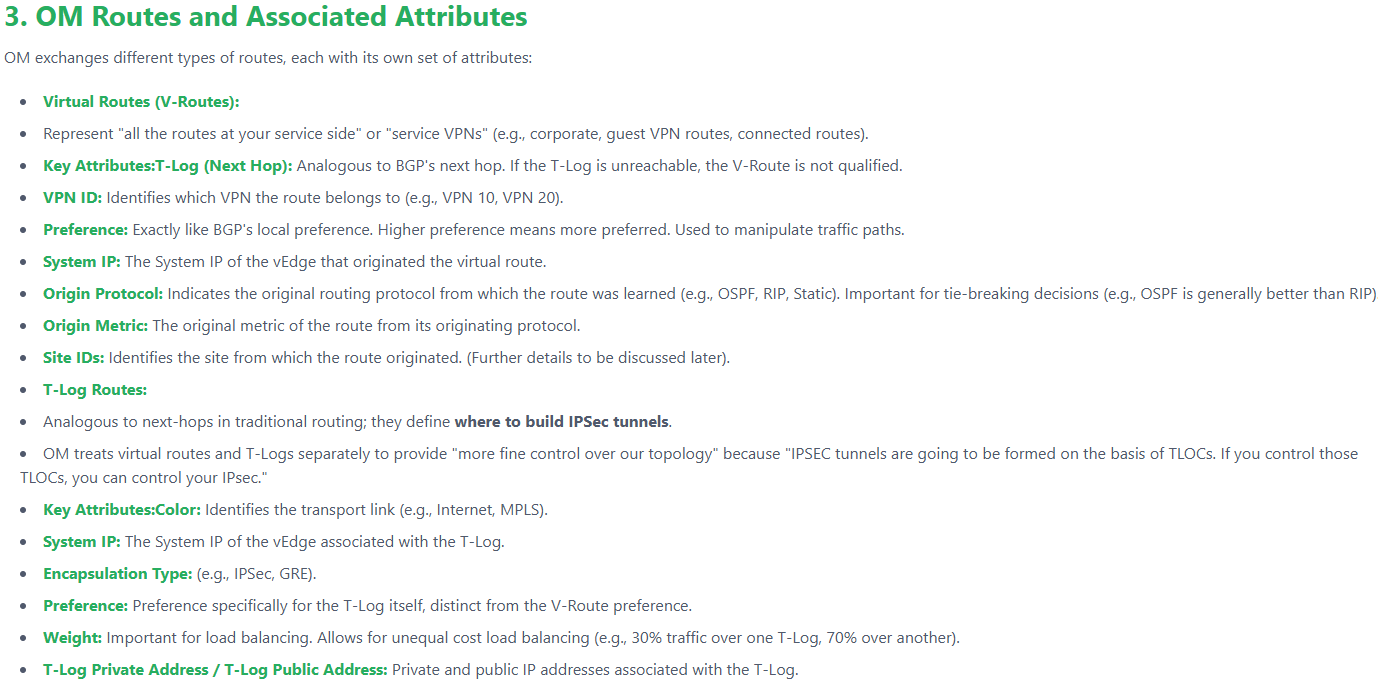 3. OM Routes and Associated Attributes
OM exchanges different types of routes, each with its own set of attributes:
• Virtual Routes (V-Routes):
• Represent "all the routes at your service side" or "service VPNs" (e.g., corporate, guest VPN routes, connected routes).
• Key Attributes:T-Log (Next Hop): Analogous to BGP's next hop. If the T-Log is unreachable, the V-Route is not qualified.
• VPN ID: Identifies which VPN the route belongs to (e.g., VPN 10, VPN 20).
• Preference: Exactly like BGP's local preference. Higher preference means more preferred. Used to manipulate traffic paths.
• System IP: The System IP of the vEdge that originated the virtual route.
• Origin Protocol: Indicates the original routing protocol from which the route was learned (e.g., OSPF, RIP, Static). Important for tie-breaking decisions (e.g., OSPF is generally better than RIP)
• Origin Metric: The original metric of the route from its originating protocol.
• Site IDs: Identifies the site from which the route originated. (Further details to be discussed later).
• T-Log Routes:
• Analogous to next-hops in traditional routing; they define where to build IPSec tunnels.
• OM treats virtual routes and T-Logs separately to provide "more fine control over our topology" because "IPSEC tunnels are going to be formed on the basis of TLOCs. If you control those
TLOCs, you can control your IPsec."
• Key Attributes:Color: Identifies the transport link (e.g., Internet, MPLS).
• System IP: The System IP of the vEdge associated with the T-Log.
• Encapsulation Type: (e.g., IPSec, GRE).
• Preference: Preference specifically for the T-Log itself, distinct from the V-Route preference.
• Weight: Important for load balancing. Allows for unequal cost load balancing (e.g., 30% traffic over one T-Log, 70% over another).
• T-Log Private Address / T-Log Public Address: Private and public IP addresses associated with the T-Log.